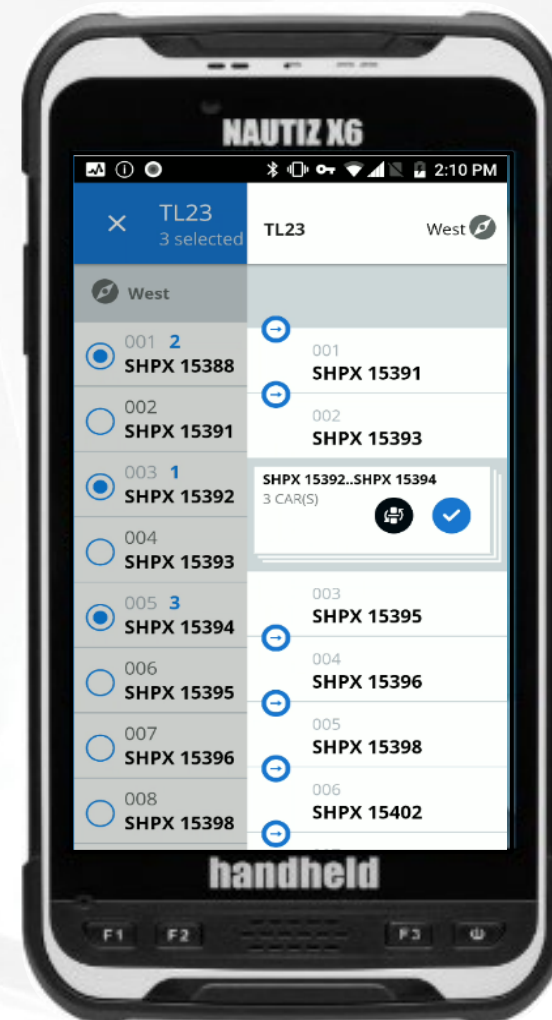 NAUTIZ X6
2:10 PM
TL23
3 selected
West
001 2
SHPX 15388
002
SHPX 15391
003 1
SHPX 15392
004
SHPX 15393
005 3
SHPX 15394
006
SHPX 15395
007
SHPX 15396
008
SHPX 15398
TL23
West
001
SHPX 15391
002
SHPX 15393
SHPX 15392..SHPX 15394
3 CAR(S)
003
SHPX 15395
004
SHPX 15396
005
SHPX 15398
006
SHPX 15402
handheld
F1
F2
F3